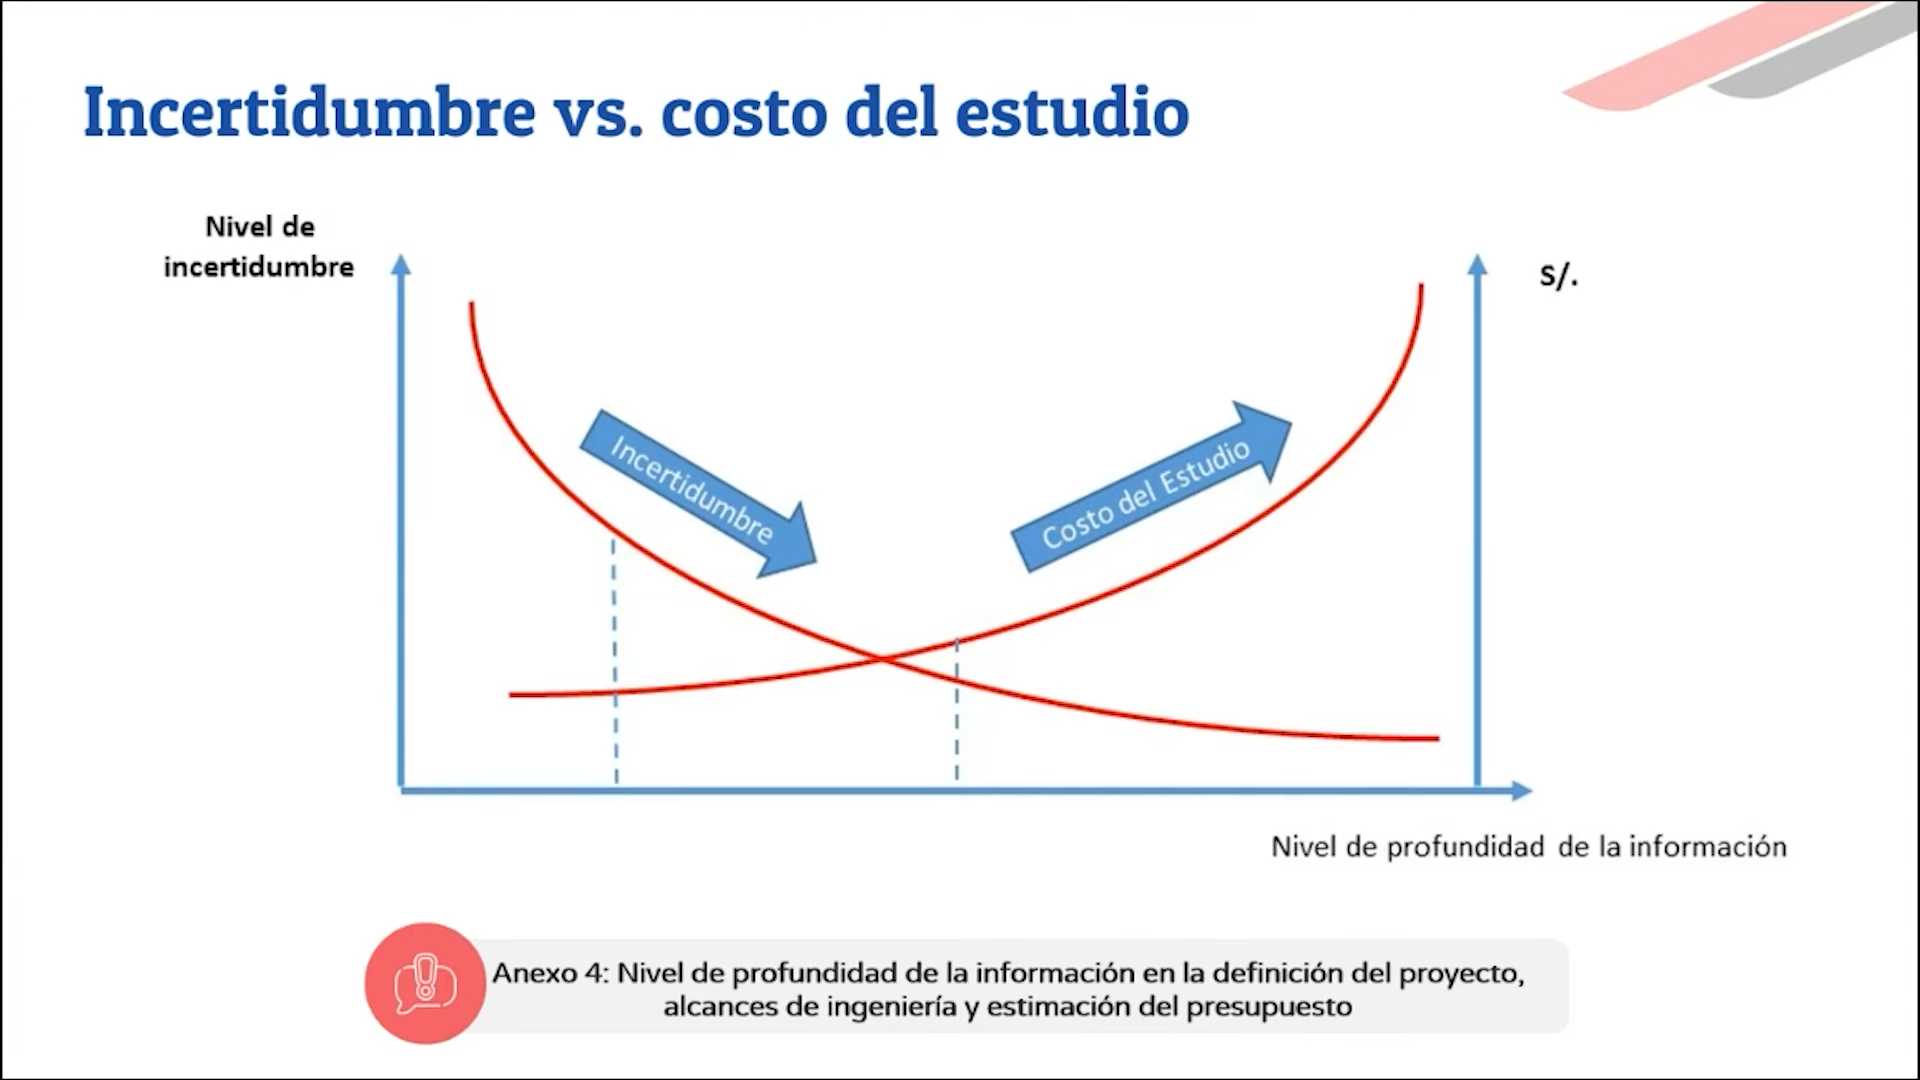 Incertidumbre vs. costo del estudio
Nivel de
incertidumbre
S/.
Incertidumbre
Costo del Estudio
Nivel de profundidad de la información
Anexo 4: Nivel de profundidad de la información en la definición del proyecto,
alcances de ingeniería y estimación del presupuesto